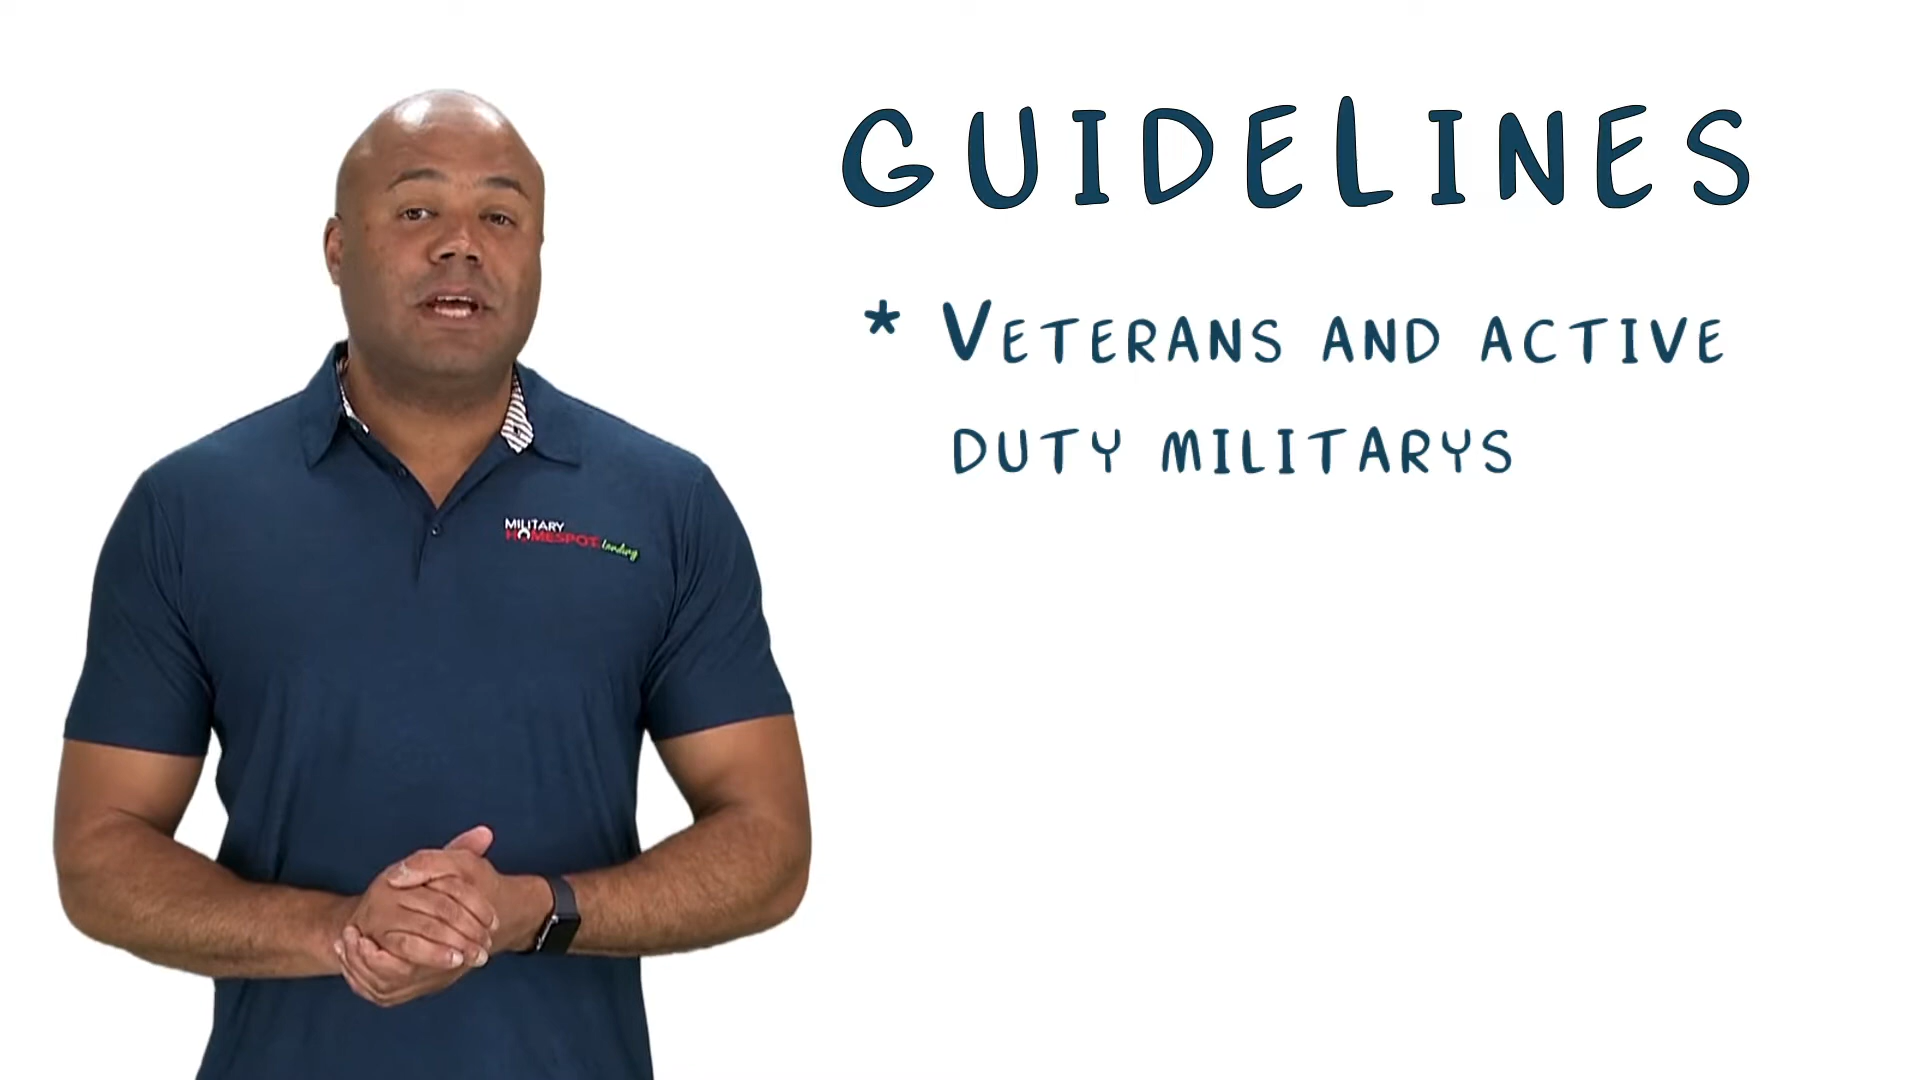 GUIDELINES
* VETERANS AND ACTIVE
DUTY MILITARYS
MILITARY
HOMESPOT lending